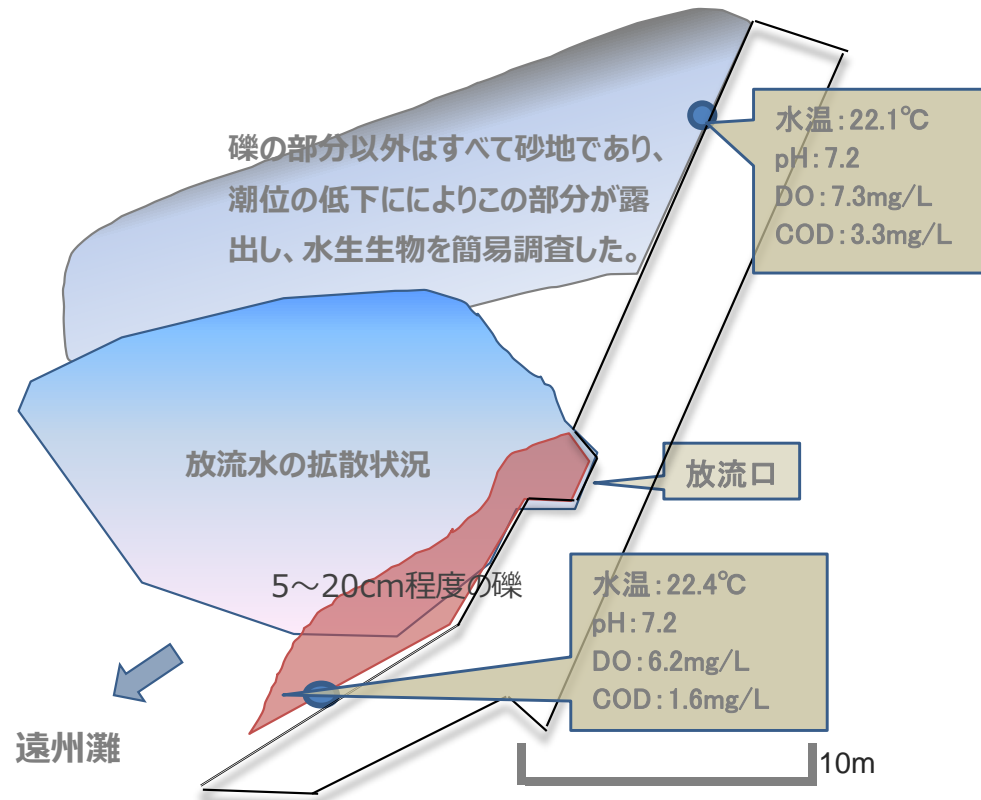 水温：22.1℃
pH：7.2
DO：7.3mg/L
COD：3.3mg/L
礫の部分以外はすべて砂地であり、
潮位の低下にによりこの部分が露
出し、水生生物を簡易調査した。
放流水の拡散状況
放流口
5～20cm程度の礫
水温：22.4℃
pH：7.2
DO：6.2mg/L
COD：1.6mg/L
遠州灘
10m